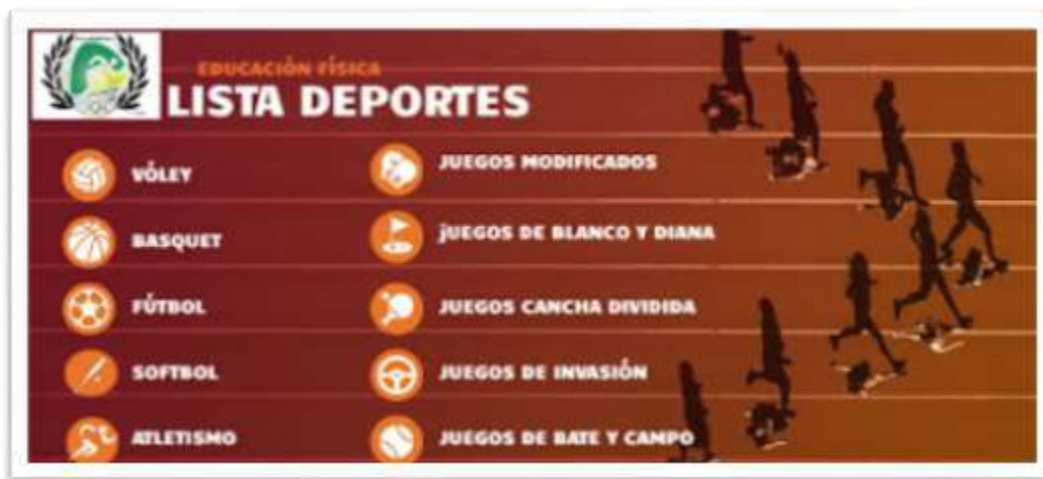 EDUCACIÓN FÍSICA
LISTA DEPORTES
VÓLEY
BASQUET
FÚTBOL
SOFTBOL
ATLETISMO
JUEGOS MODIFICADOS
jUEGOS DE BLANCO Y DIANA
JUEGOS CANCHA DIVIDIDA
JUEGOS DE INVASIÓN
JUEGOS DE BATE Y CAMPO